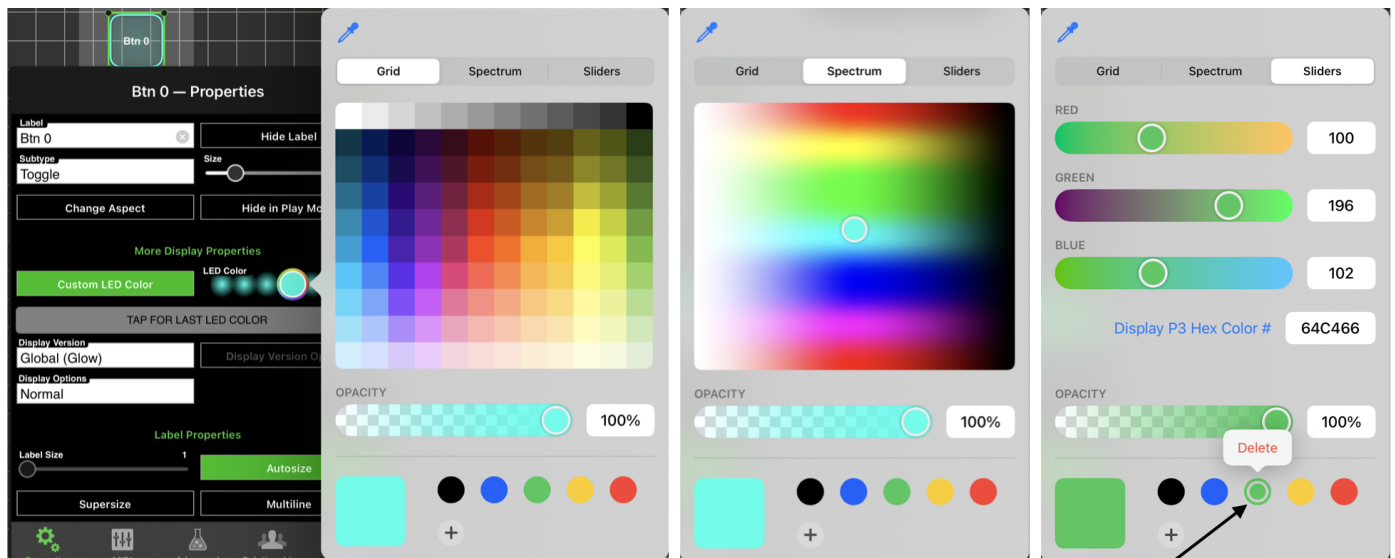 Btn 0
Btn 0 — Properties
Label
Btn 0
Hide Label
Subtype
Toggle
Size
Change Aspect
Hide in Play Mo
More Display Properties
Custom LED Color
LED Color
TAP FOR LAST LED COLOR
Display Version
Global (Glow)
Display Version Op
Display Options
Normal
Label Properties
Label Size
1
Autosize
Supersize
Multiline
Grid
Spectrum
Sliders
OPACITY
100%
+
Grid
Spectrum
Sliders
OPACITY
100%
+
Grid
Spectrum
Sliders
RED
100
GREEN
196
BLUE
102
Display P3 Hex Color #
64C466
OPACITY
100%
Delete
+